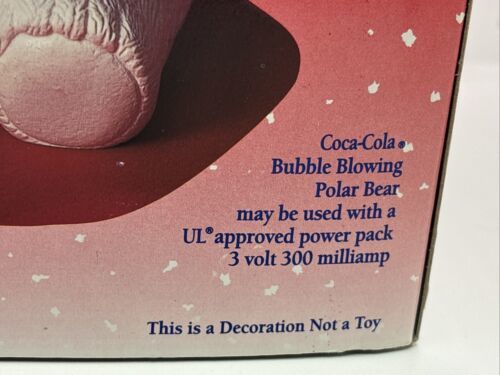 Coca-Cola®
Bubble Blowing
Polar Bear
may be used with a
UL® approved power pack
3 volt 300 milliamp
This is a Decoration Not a Toy